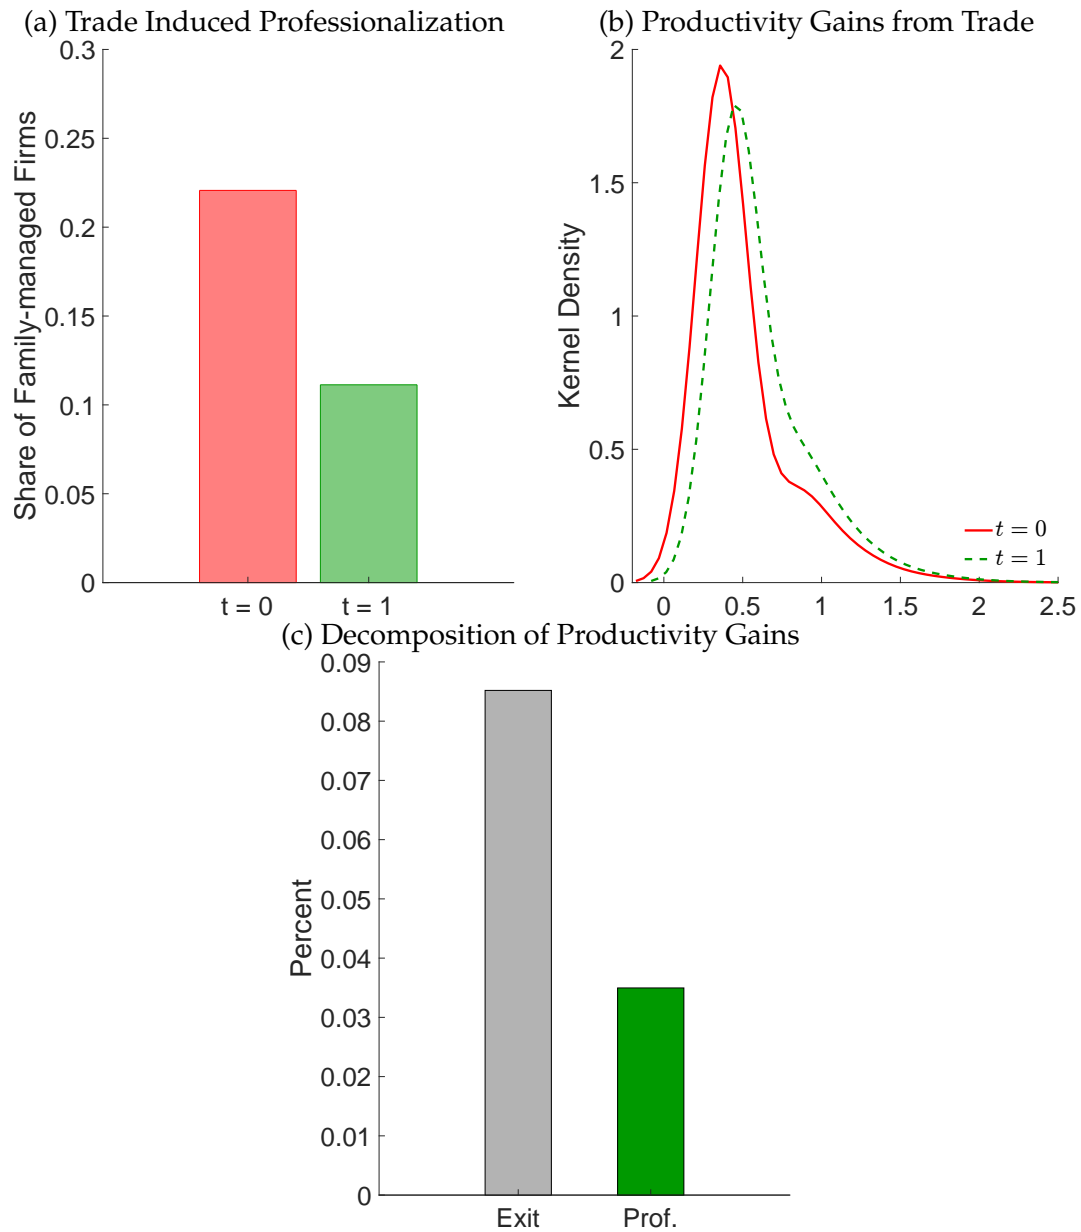 (a) Trade Induced Professionalization
0.3
0.25
0.2
0.15
0.1
0.05
0
Share of Family-managed Firms
t = 0
t = 1
(b) Productivity Gains from Trade
2
1.5
1
0.5
0
Kernel Density
t = 0
t = 1
0
0.5
1
1.5
2
2.5
(c) Decomposition of Productivity Gains
0.09
0.08
0.07
0.06
0.05
0.04
0.03
0.02
0.01
0
Percent
Exit
Prof.